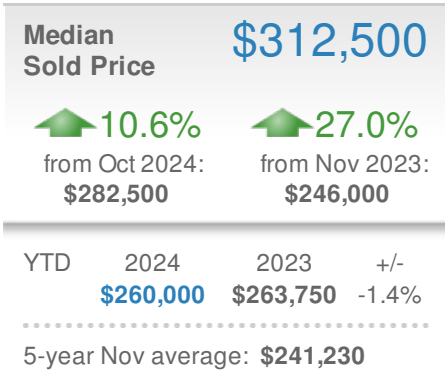 Median
Sold Price
$312,500
10.6%
from Oct 2024:
$282,500
27.0%
from Nov 2023:
$246,000
YTD 2024 2023 +/-
$260,000 $263,750 -1.4%
5-year Nov average: $241,230